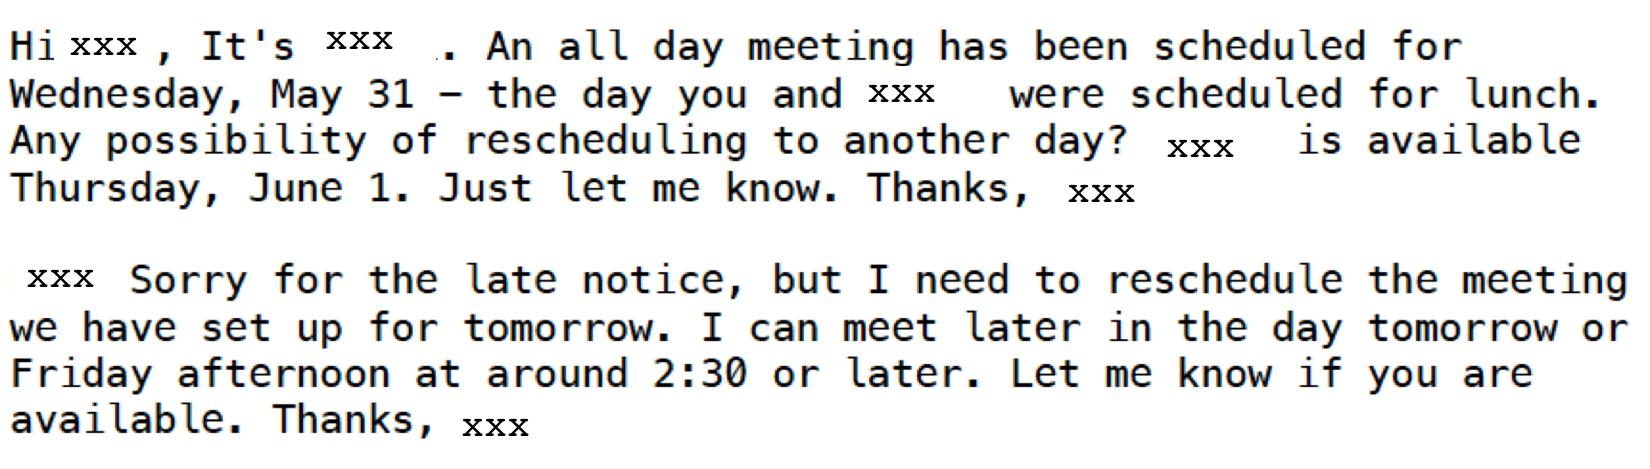 Hi xxx , It's xxx . An all day meeting has been scheduled for
Wednesday, May 31 – the day you and xxx were scheduled for lunch.
Any possibility of rescheduling to another day? xxx is available
Thursday, June 1. Just let me know. Thanks, xxx
xxx Sorry for the late notice, but I need to reschedule the meeting
we have set up for tomorrow. I can meet later in the day tomorrow or
Friday afternoon at around 2:30 or later. Let me know if you are
available. Thanks, xxx